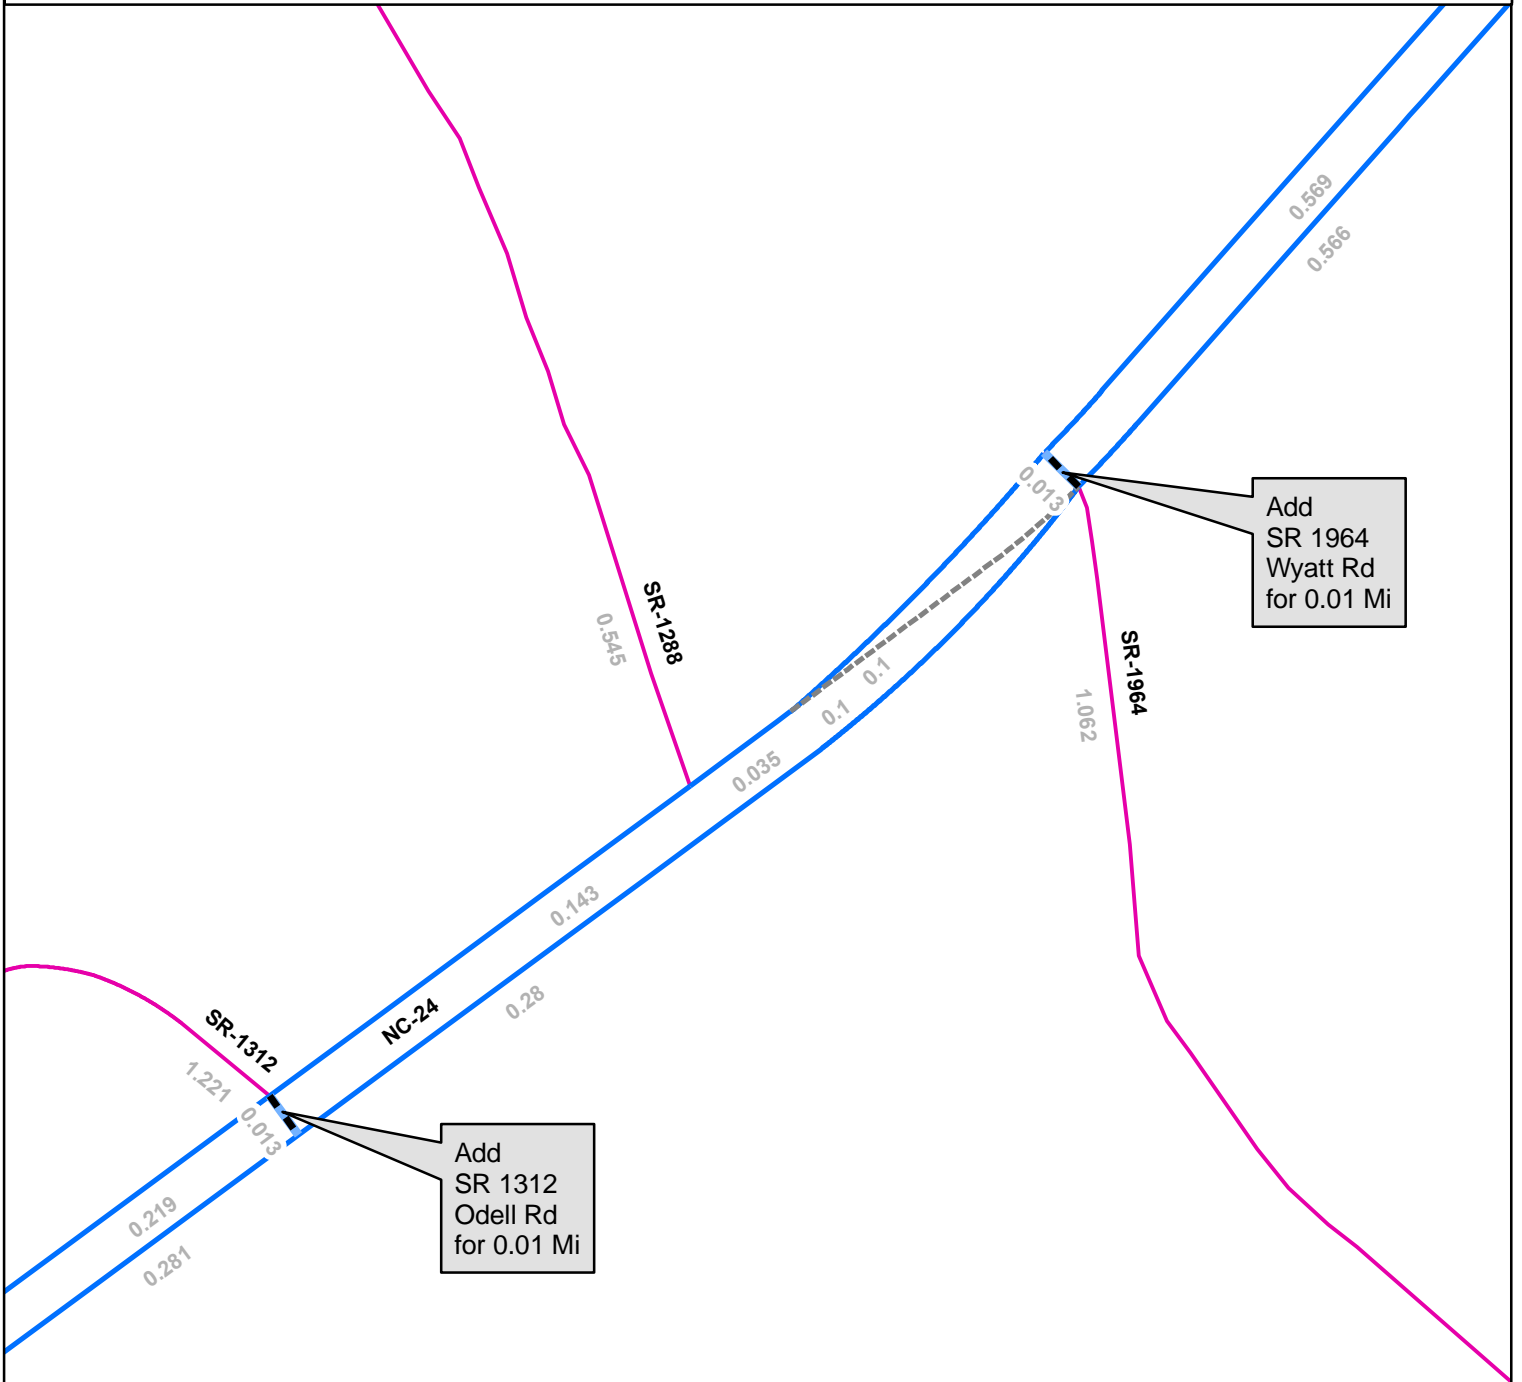 0.569
0.566
0.013
Add
SR 1964
Wyatt Rd
for 0.01 Mi
SR-1288
0.545
SR-1964
1.062
0.1
0.1
0.035
0.143
0.28
NC-24
SR-1312
1.221
0.013
Add
SR 1312
Odell Rd
for 0.01 Mi
0.219
0.281